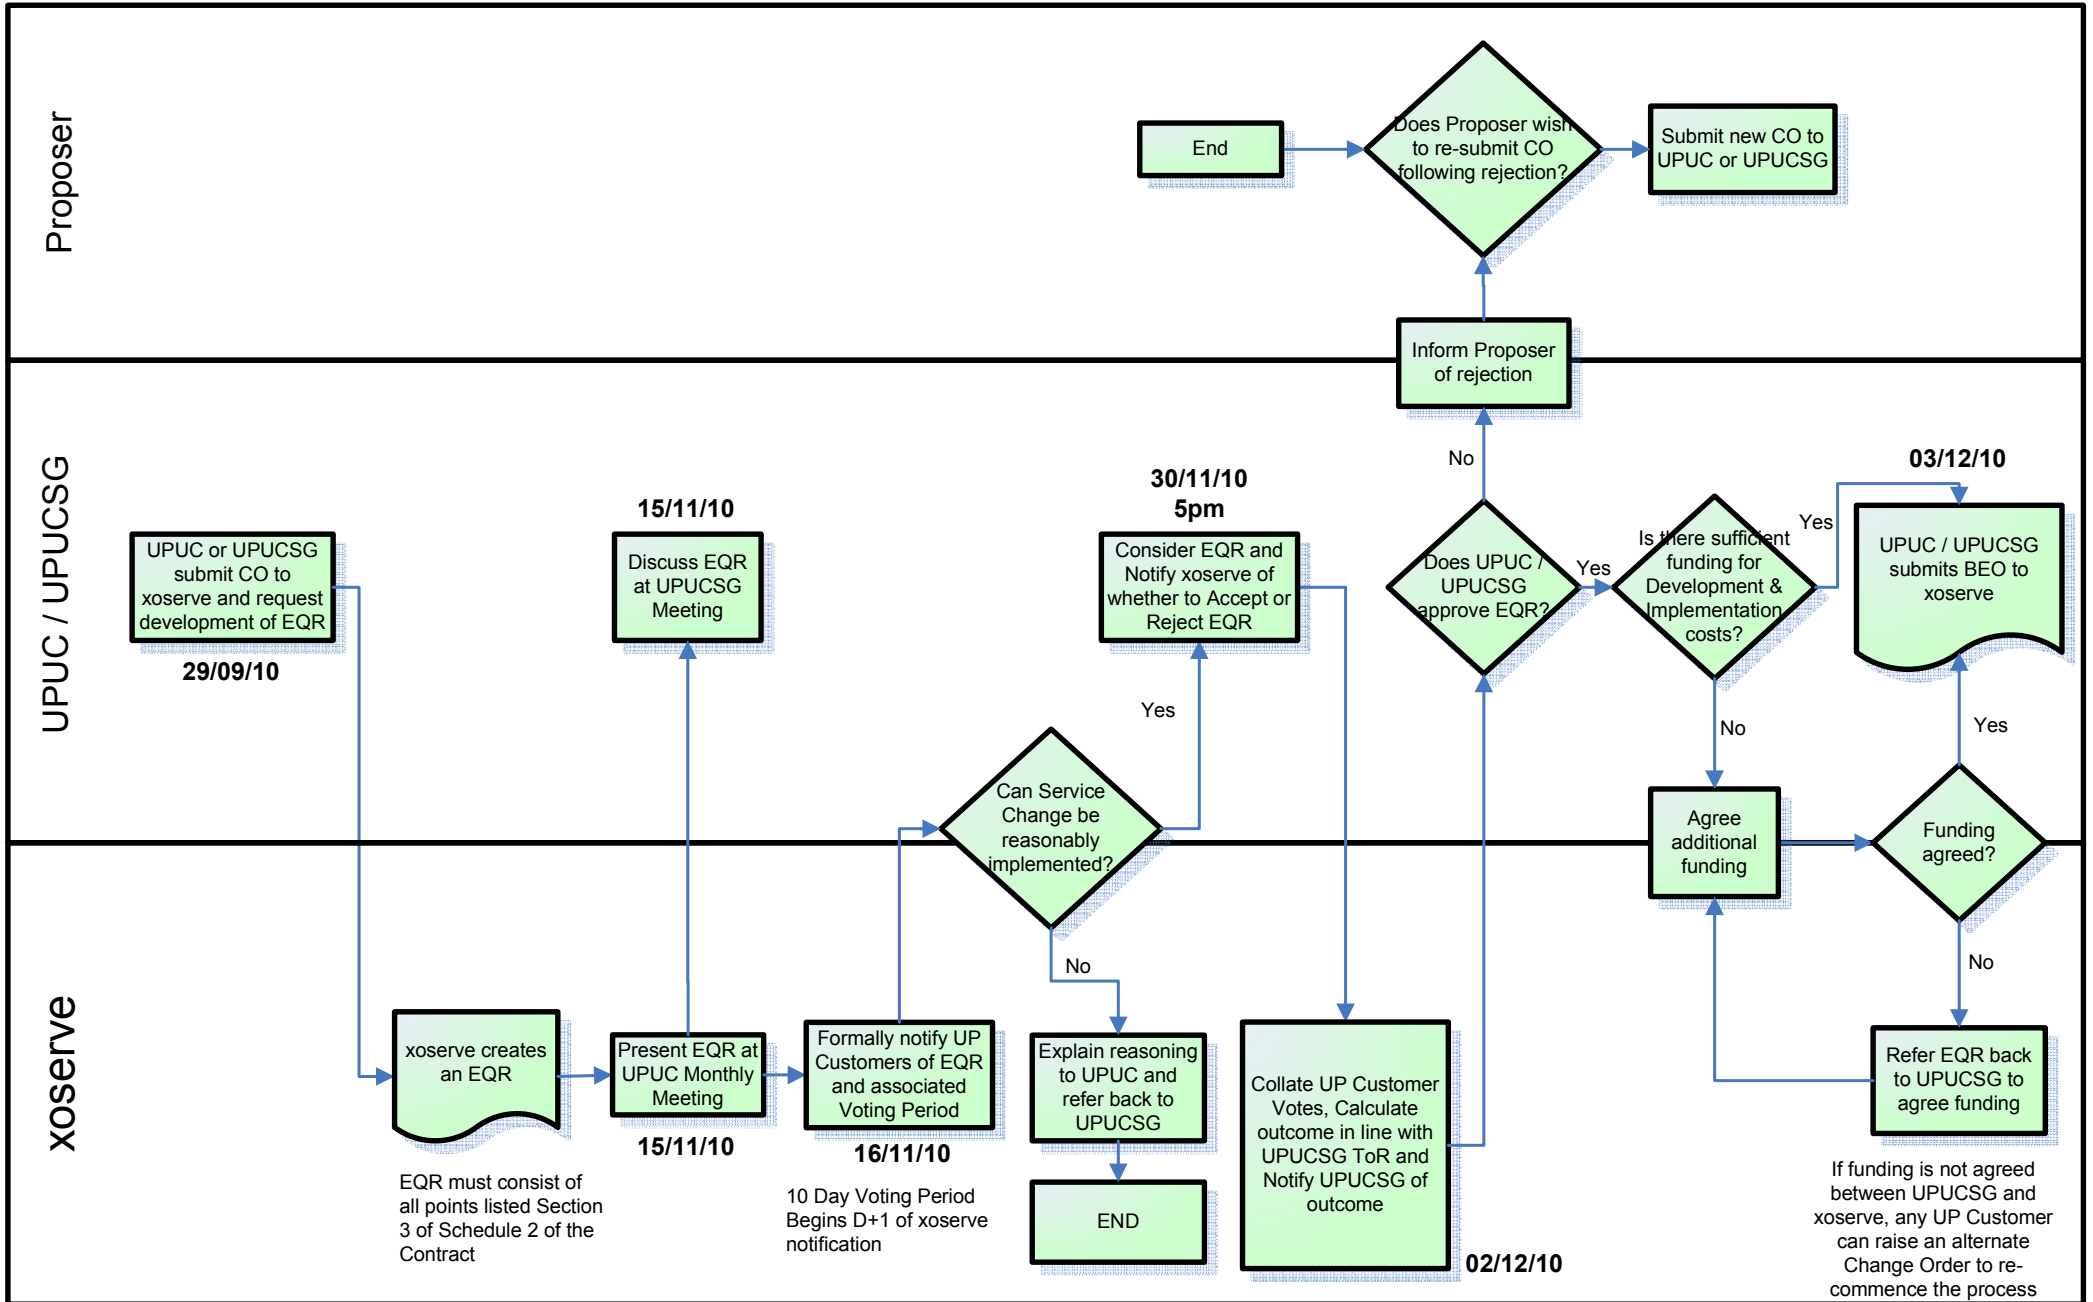 Proposer
End
Does Proposer wish
to re-submit CO
following rejection?
Submit new CO to
UPUC or UPUCSG
Inform Proposer
of rejection
UPUC / UPUCSG
UPUC or UPUCSG
submit CO to
xoserve and request
development of EQR
29/09/10
15/11/10
Discuss EQR
at UPUCSG
Meeting
30/11/10
5pm
Consider EQR and
Notify xoserve of
whether to Accept or
Reject EQR
Yes
Can Service
Change be
reasonably
implemented?
No
No
Does UPUC /
UPUCSG
approve EQR?
Yes
Is there sufficient
funding for
Development &
Implementation
costs?
Yes
No
03/12/10
UPUC / UPUCSG
submits BEO to
xoserve
Yes
Agree
additional
funding
Funding
agreed?
No
xoserve
xoserve creates
an EQR
EQR must consist of
all points listed Section
3 of Schedule 2 of the
Contract
Present EQR at
UPUC Monthly
Meeting
15/11/10
Formally notify UP
Customers of EQR
and associated
Voting Period
16/11/10
10 Day Voting Period
Begins D+1 of xoserve
notification
Explain reasoning
to UPUC and
refer back to
UPUCSG
END
Collate UP Customer
Votes, Calculate
outcome in line with
UPUCSG ToR and
Notify UPUCSG of
outcome
02/12/10
Refer EQR back
to UPUCSG to
agree funding
If funding is not agreed
between UPUCSG and
xoserve, any UP Customer
can raise an alternate
Change Order to re-
commence the process